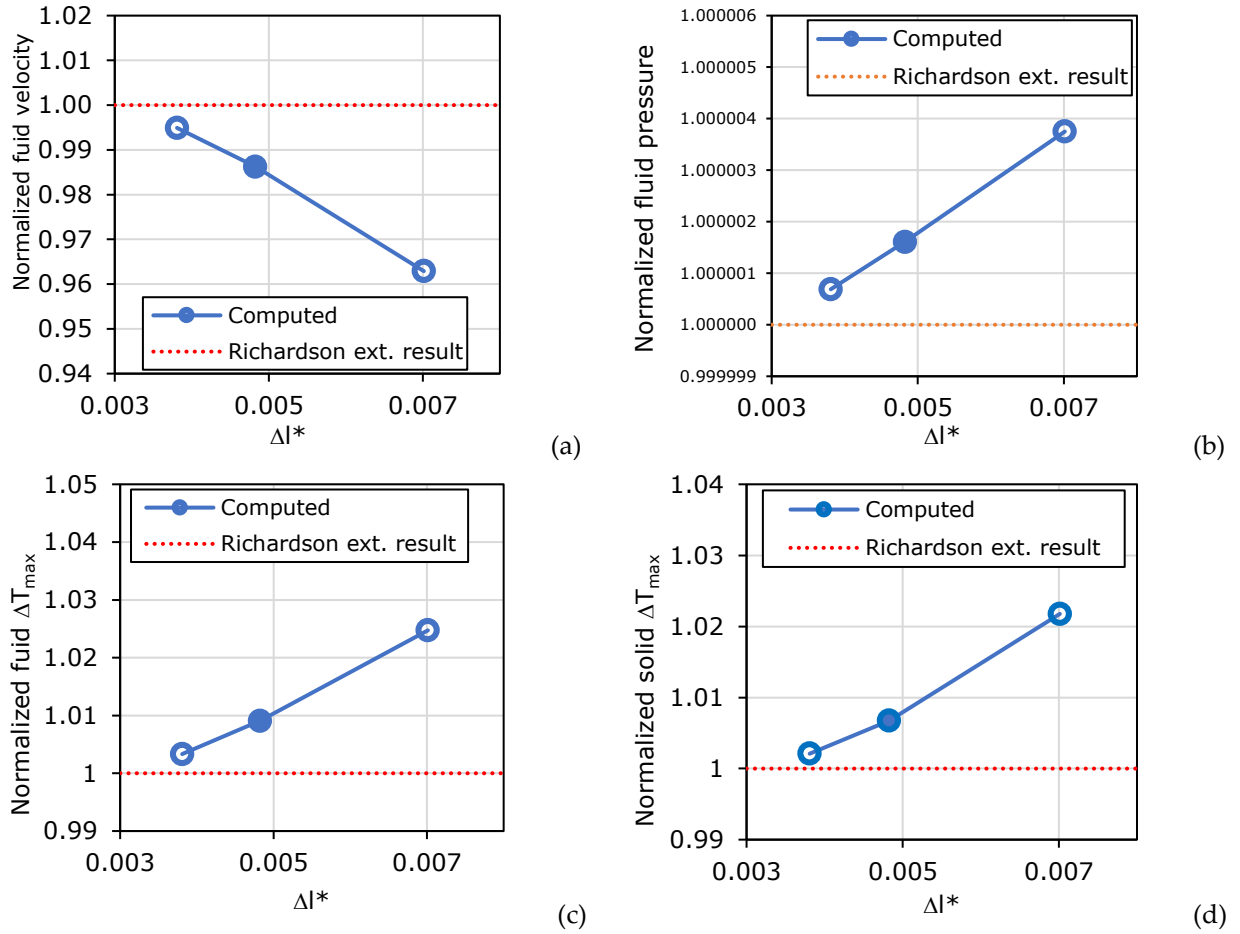 1.02
1.01
1.00
0.99
0.98
0.97
0.96
0.95
0.94
Normalized fuid velocity
Computed
Richardson ext. result
0.003
0.005
0.007
Δl*
(a)
1.000006
1.000005
1.000004
1.000003
1.000002
1.000001
1.000000
0.999999
Normalized fluid pressure
Computed
Richardson ext. result
0.003
0.005
0.007
Δl*
(b)
1.05
1.04
1.03
1.02
1.01
1
0.99
Normalized fuid ΔTmax
Computed
Richardson ext. result
0.003
0.005
0.007
Δl*
(c)
1.04
1.03
1.02
1.01
1
0.99
Normalized solid ΔTmax
Computed
Richardson ext. result
0.003
0.005
0.007
Δl*
(d)